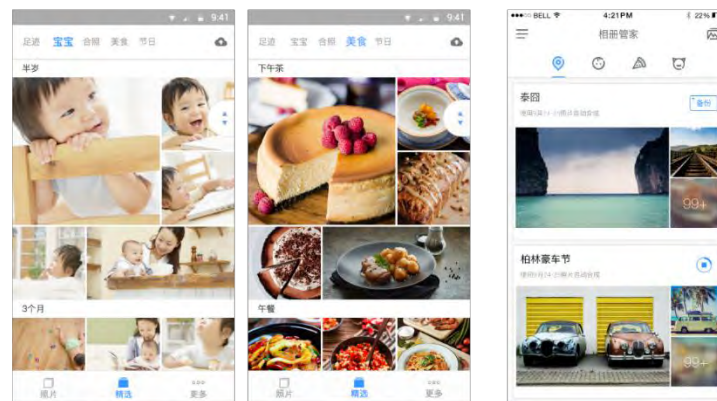 9:41
足迹 宝宝 合照 美食 节日
半岁
3个月
照片 精选 更多
9:41
足迹 宝宝 合照 美食 节日
下午茶
午餐
照片 精选 更多
BELL 4:21PM 22%
相册管家
泰囧
备份
99+
柏林豪车节
99+